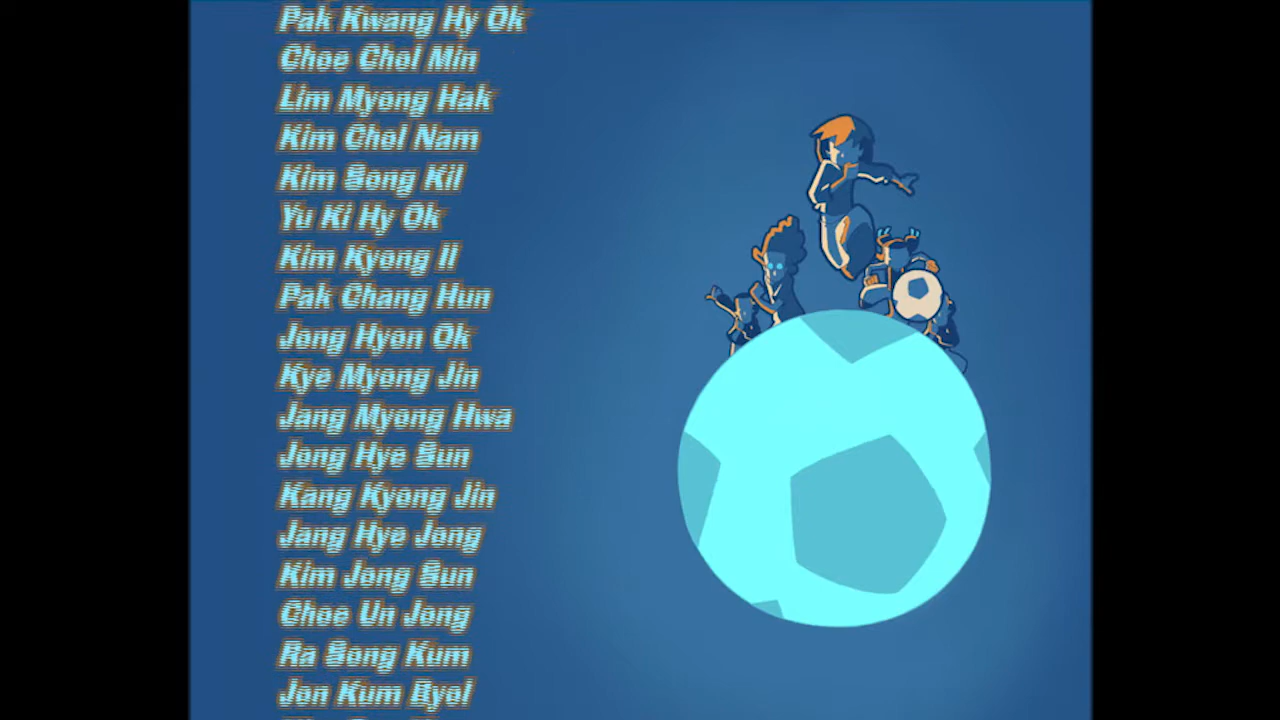 Pak Kwang Hy Ok
Choe Chol Min
Lim Myong Hak
Kim Chol Nam
Kim Song Kil
Yu Ki Hy Ok
Kim Kyong Il
Pak Chang Hun
Jong Hyon Ok
Kye Myong Jin
Jang Myong Hwa
Jong Hye Sun
Kang Kyong Jin
Jang Hye Jong
Kim Jong Sun
Choe Un Jong
Ra Song Kum
Jon Kum Byol